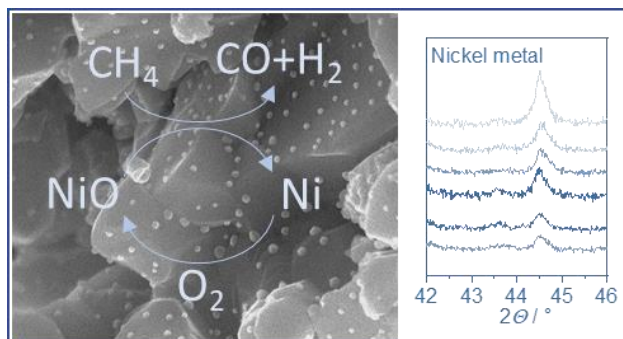 CH₄ CO+H₂
NiO Ni
O₂
Nickel metal
42 43 44 45 46
2Θ / °